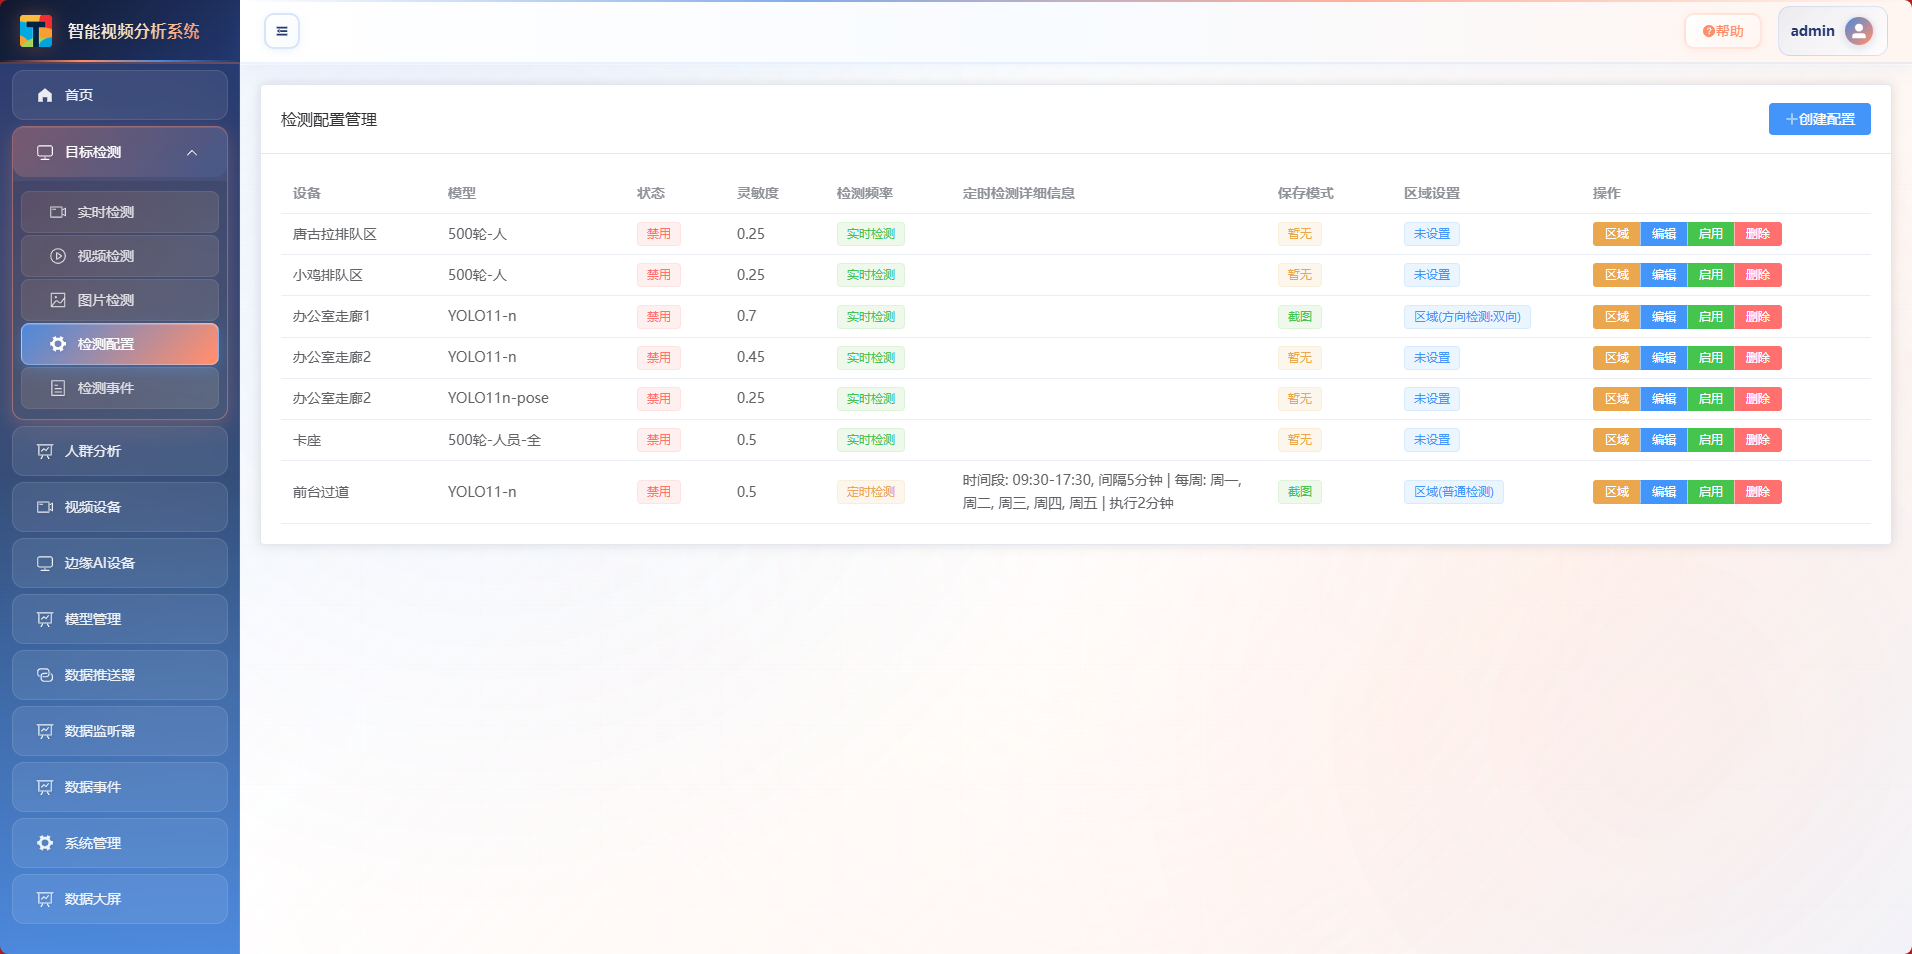 智能视频分析系统
帮助
admin
首页
目标检测
实时检测
视频检测
图片检测
检测配置
检测事件
人群分析
视频设备
边缘AI设备
模型管理
数据推送器
数据监听器
数据事件
系统管理
数据大屏
检测配置管理
创建配置
设备 模型 状态 灵敏度 检测频率 定时检测详细信息 保存模式 区域设置 操作
唐古拉排队区 500轮-人 禁用 0.25 实时检测 暂无 未设置 区域 编辑 启用 删除
小鸡排队区 500轮-人 禁用 0.25 实时检测 暂无 未设置 区域 编辑 启用 删除
办公室走廊1 YOLO11-n 禁用 0.7 实时检测 截图 区域(方向检测:双向) 区域 编辑 启用 删除
办公室走廊2 YOLO11-n 禁用 0.45 实时检测 暂无 未设置 区域 编辑 启用 删除
办公室走廊2 YOLO11n-pose 禁用 0.25 实时检测 暂无 未设置 区域 编辑 启用 删除
卡座 500轮-人员-全 禁用 0.5 实时检测 暂无 未设置 区域 编辑 启用 删除
前台过道 YOLO11-n 禁用 0.5 定时检测 时间段: 09:30-17:30, 间隔5分钟 | 每周: 周一, 截图 区域(普通检测) 区域 编辑 启用 删除
周二, 周三, 周四, 周五 | 执行2分钟